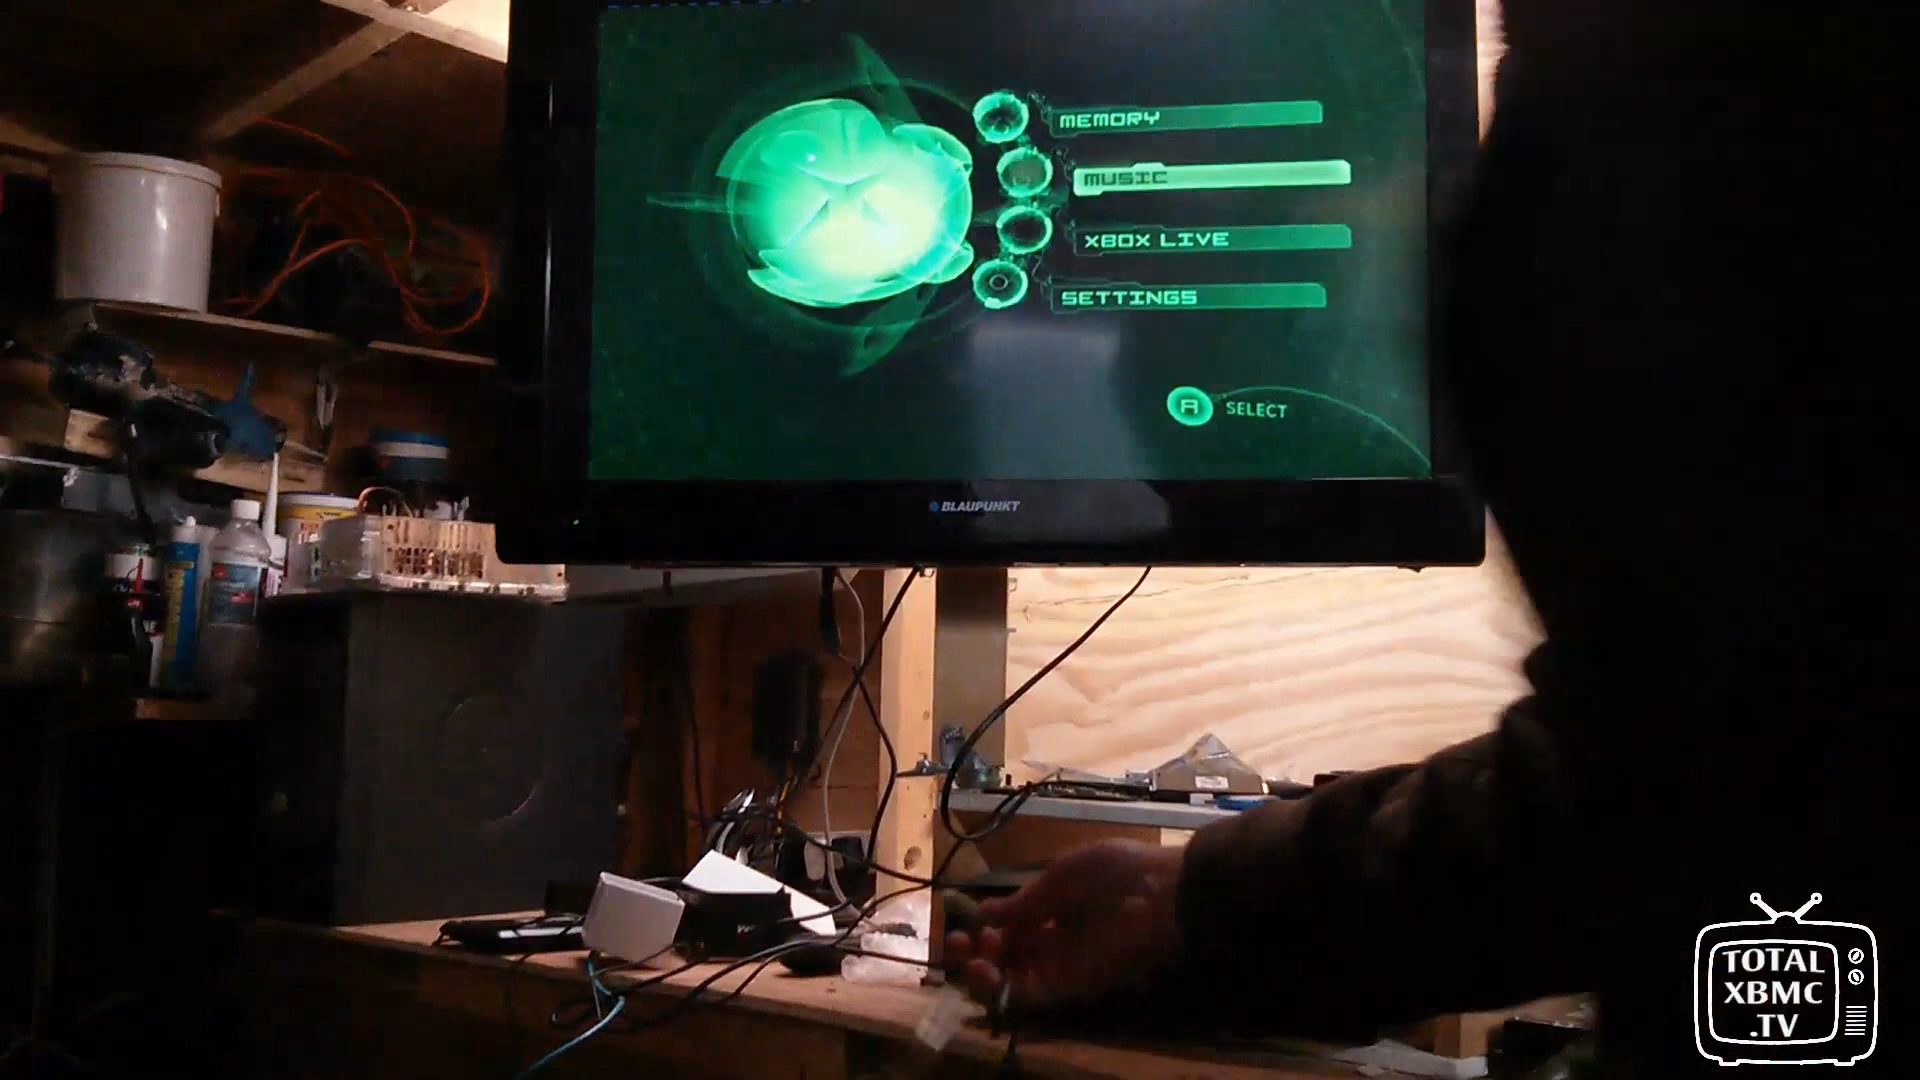 MEMORY
MUSIC
XBOX LIVE
A SELECT
SETTINGS
BLAUPUNKT
TOTAL
XBMC
.TV